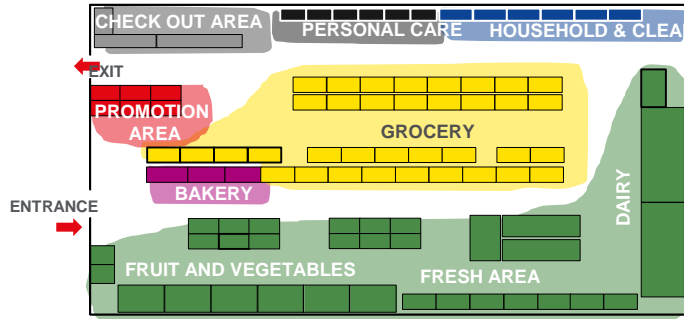 CHECK OUT AREA
PERSONAL CARE
HOUSEHOLD & CLEA
EXIT
PROMOTION
AREA
GROCERY
BAKERY
ENTRANCE
DAIRY
FRUIT AND VEGETABLES
FRESH AREA